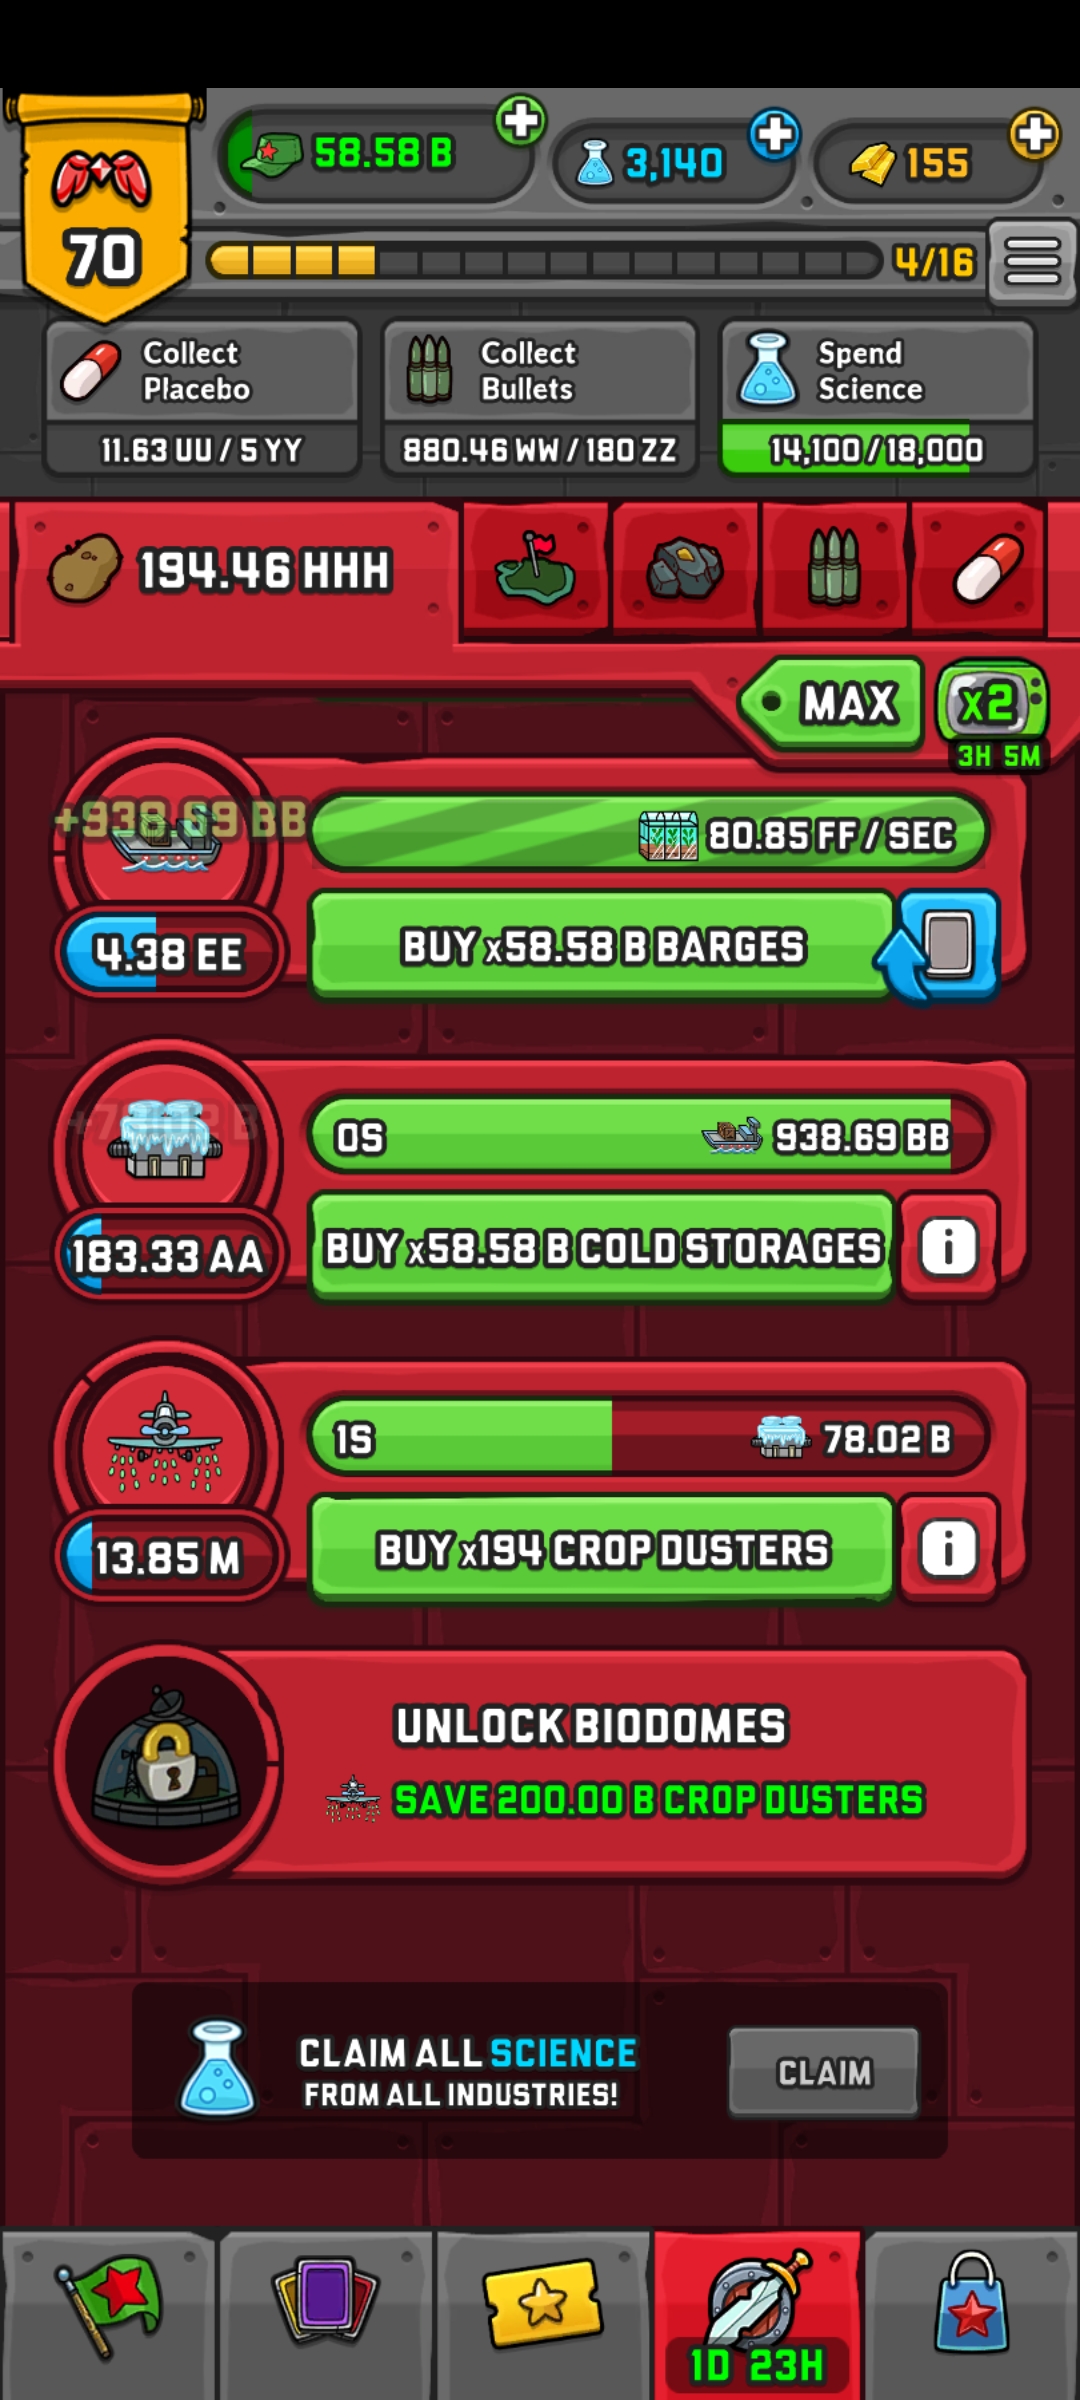 58.58 B
3,140
155
70
4/16
Collect
Placebo
11.63 UU / 5 YY
Collect
Bullets
880.46 WW / 180 ZZ
Spend
Science
14,100 / 18,000
194.46 HHH
MAX
x2
3H 5M
+938.69 BB
80.85 FF / SEC
4.38 EE
BUY x58.58 B BARGES
0S
938.69 BB
183.33 AA
BUY x58.58 B COLD STORAGES
i
1S
78.02 B
13.85 M
BUY x194 CROP DUSTERS
i
UNLOCK BIODOMES
SAVE 200.00 B CROP DUSTERS
CLAIM ALL SCIENCE
FROM ALL INDUSTRIES!
CLAIM
1D 23H